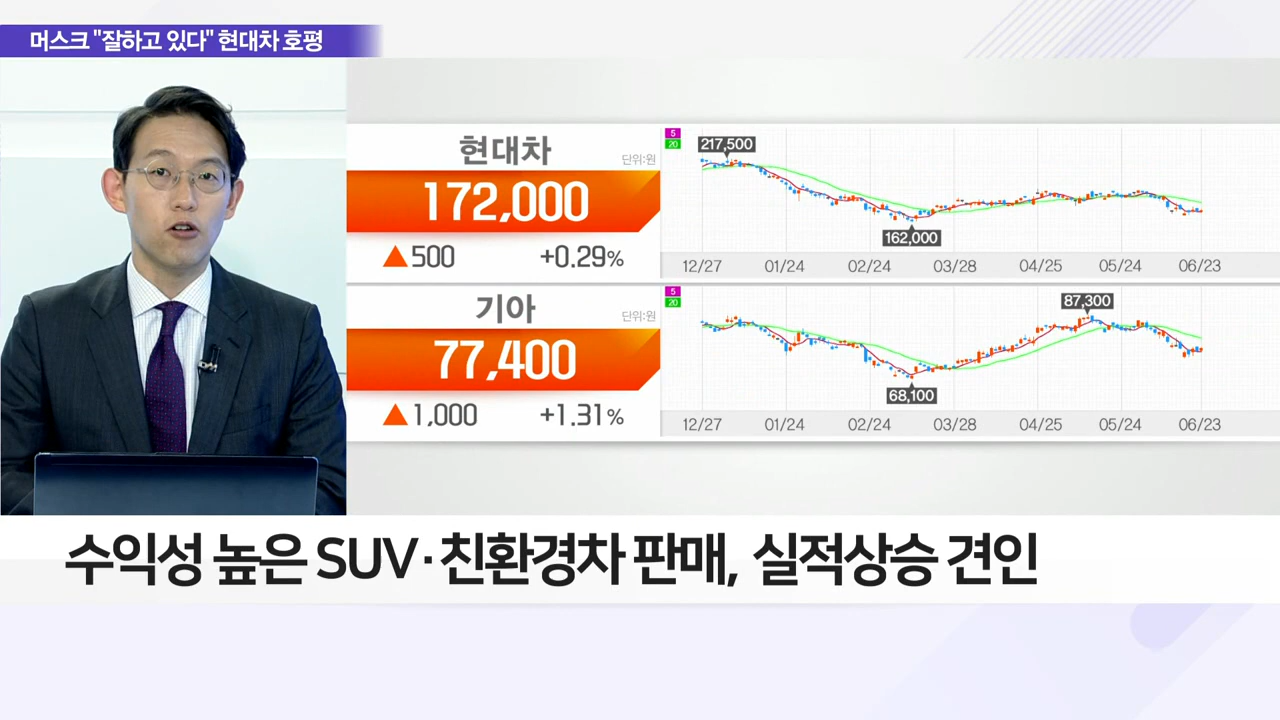 머스크 "잘하고 있다" 현대차 호평
현대차
단위:원
172,000
▲500 +0.29%
5
20
217,500
162,000
12/27 01/24 02/24 03/28 04/25 05/24 06/23
기아
단위:원
77,400
▲1,000 +1.31%
5
20
87,300
68,100
12/27 01/24 02/24 03/28 04/25 05/24 06/23
수익성 높은 SUV·친환경차 판매, 실적상승 견인